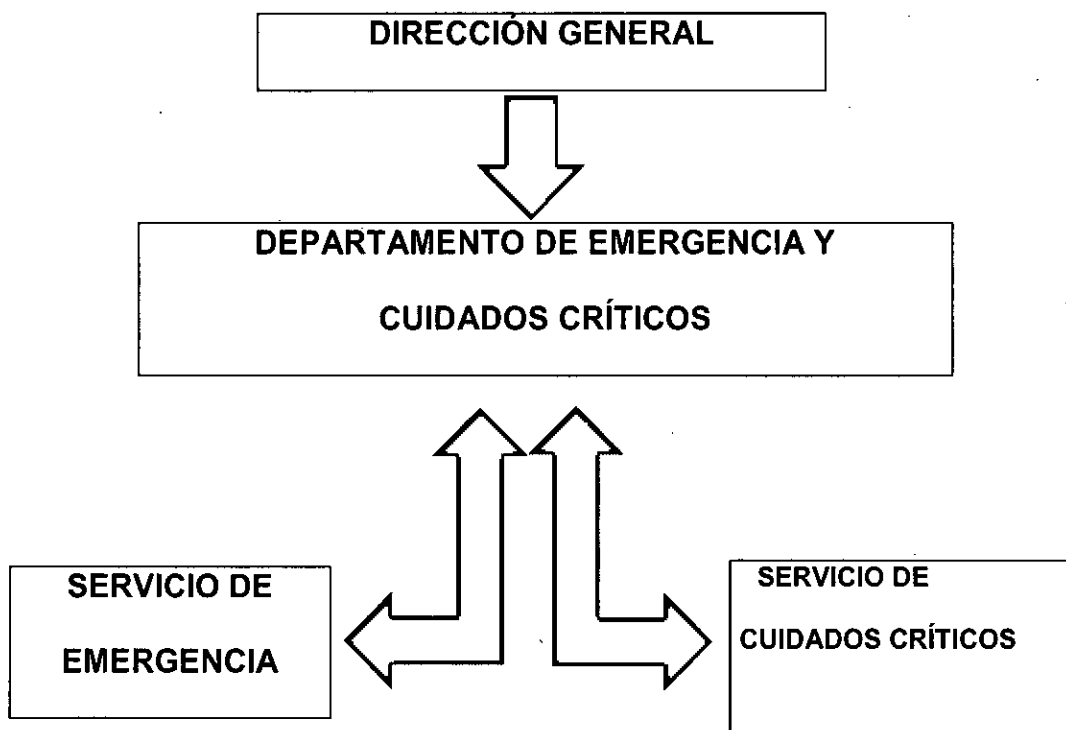 DIRECCIÓN GENERAL
DEPARTAMENTO DE EMERGENCIA Y
CUIDADOS CRÍTICOS
SERVICIO DE
EMERGENCIA
SERVICIO DE
CUIDADOS CRÍTICOS